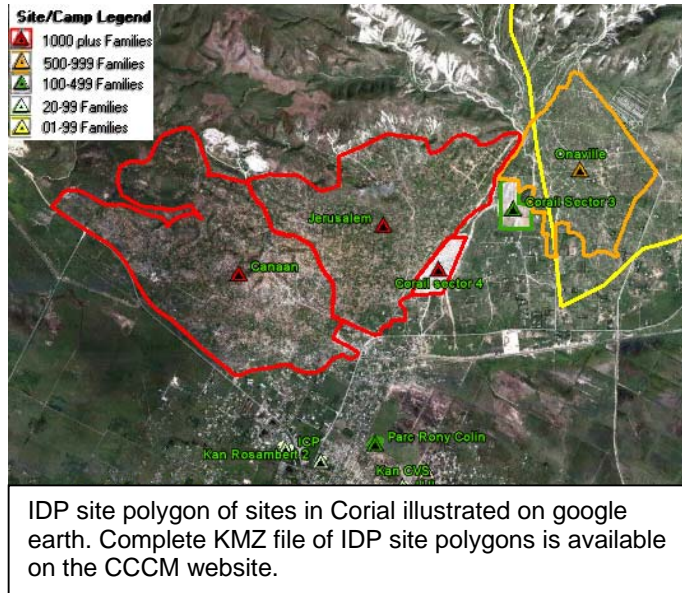 Site/Camp Legend
1000 plus Families
500-999 Families
100-499 Families
20-99 Families
01-99 Families
Onaville
Corail Sector 3
Jerusalem
Canaan
Corail sector 4
ICP
Parc Rony Colin
Kan Rosambert 2
Kan CVS
IDP site polygon of sites in Corial illustrated on google
earth. Complete KMZ file of IDP site polygons is available
on the CCCM website.